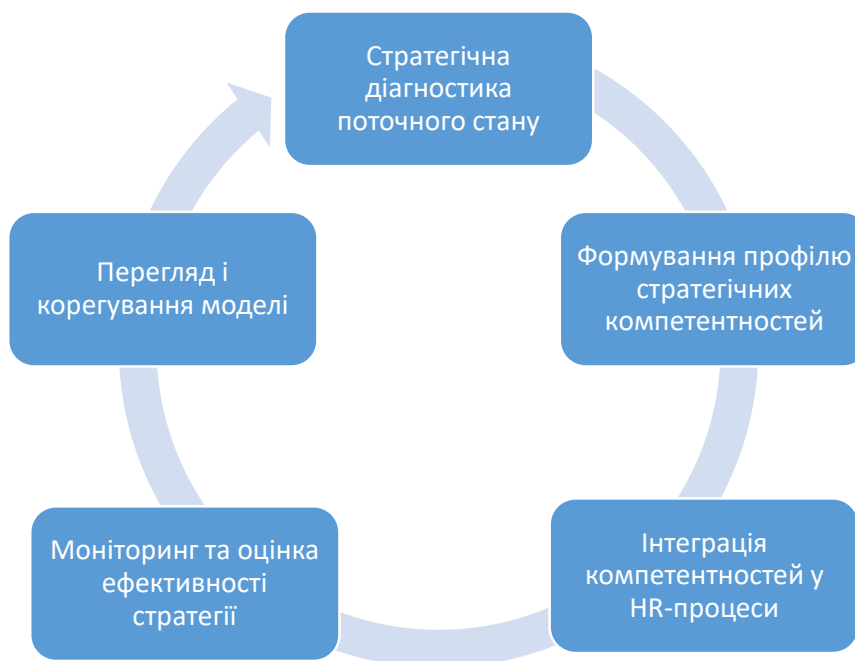 Стратегічна
діагностика
поточного стану
Формування профілю
стратегічних
компетентностей
Інтеграція
компетентностей у
HR-процеси
Моніторинг та оцінка
ефективності
стратегії
Перегляд і
корегування моделі